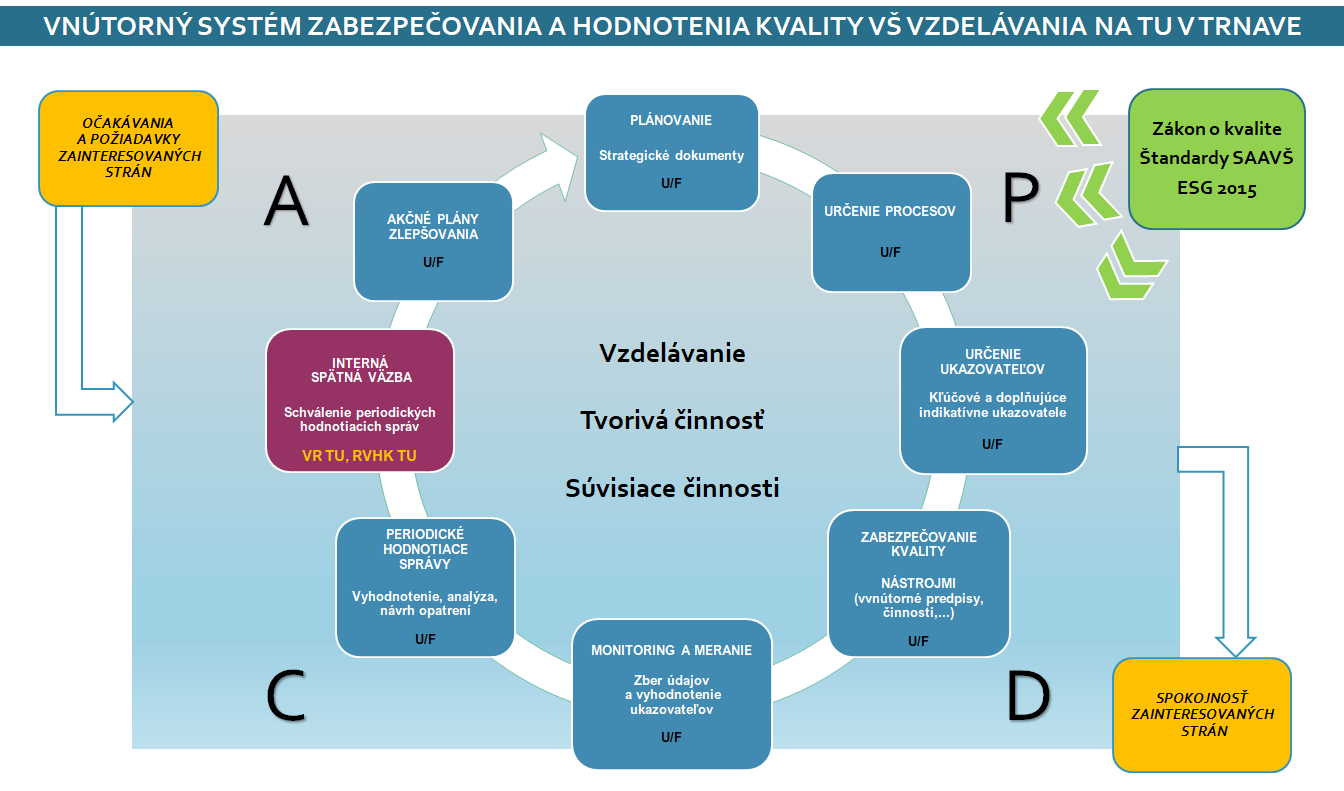 VNÚTORNÝ SYSTÉM ZABEZPEČOVANIA A HODNOTENIA KVALITY VŠ VZDELÁVANIA NA TU V TRNAVE
OČAKÁVANIA
A POŽIADAVKY
ZAINTERESOVANÝCH
STRÁN
A
PLÁNOVANIE
Strategické dokumenty
U/F
P
Zákon o kvalite
Štandardy SAAVŠ
ESG 2015
AKČNÉ PLÁNY
ZLEPŠOVANIA
U/F
URČENIE PROCESOV
U/F
INTERNÁ
SPÄTNÁ VÄZBA
Schválenie periodických
hodnotiacich správ
VR TU, RVHK TU
Vzdelávanie
Tvorivá činnosť
Súvisiace činnosti
URČENIE
UKAZOVATEĽOV
Kľúčové a doplňujúce
indikatívne ukazovatele
U/F
PERIODICKÉ
HODNOTIACE
SPRÁVY
Vyhodnotenie, analýza,
návrh opatrení
U/F
ZABEZPEČOVANIE
KVALITY
NÁSTROJMI
(vvnútorné predpisy,
činnosti,...)
U/F
C
MONITORING A MERANIE
Zber údajov
a vyhodnotenie
ukazovateľov
U/F
D
SPOKOJNOSŤ
ZAINTERESOVANÝCH
STRÁN